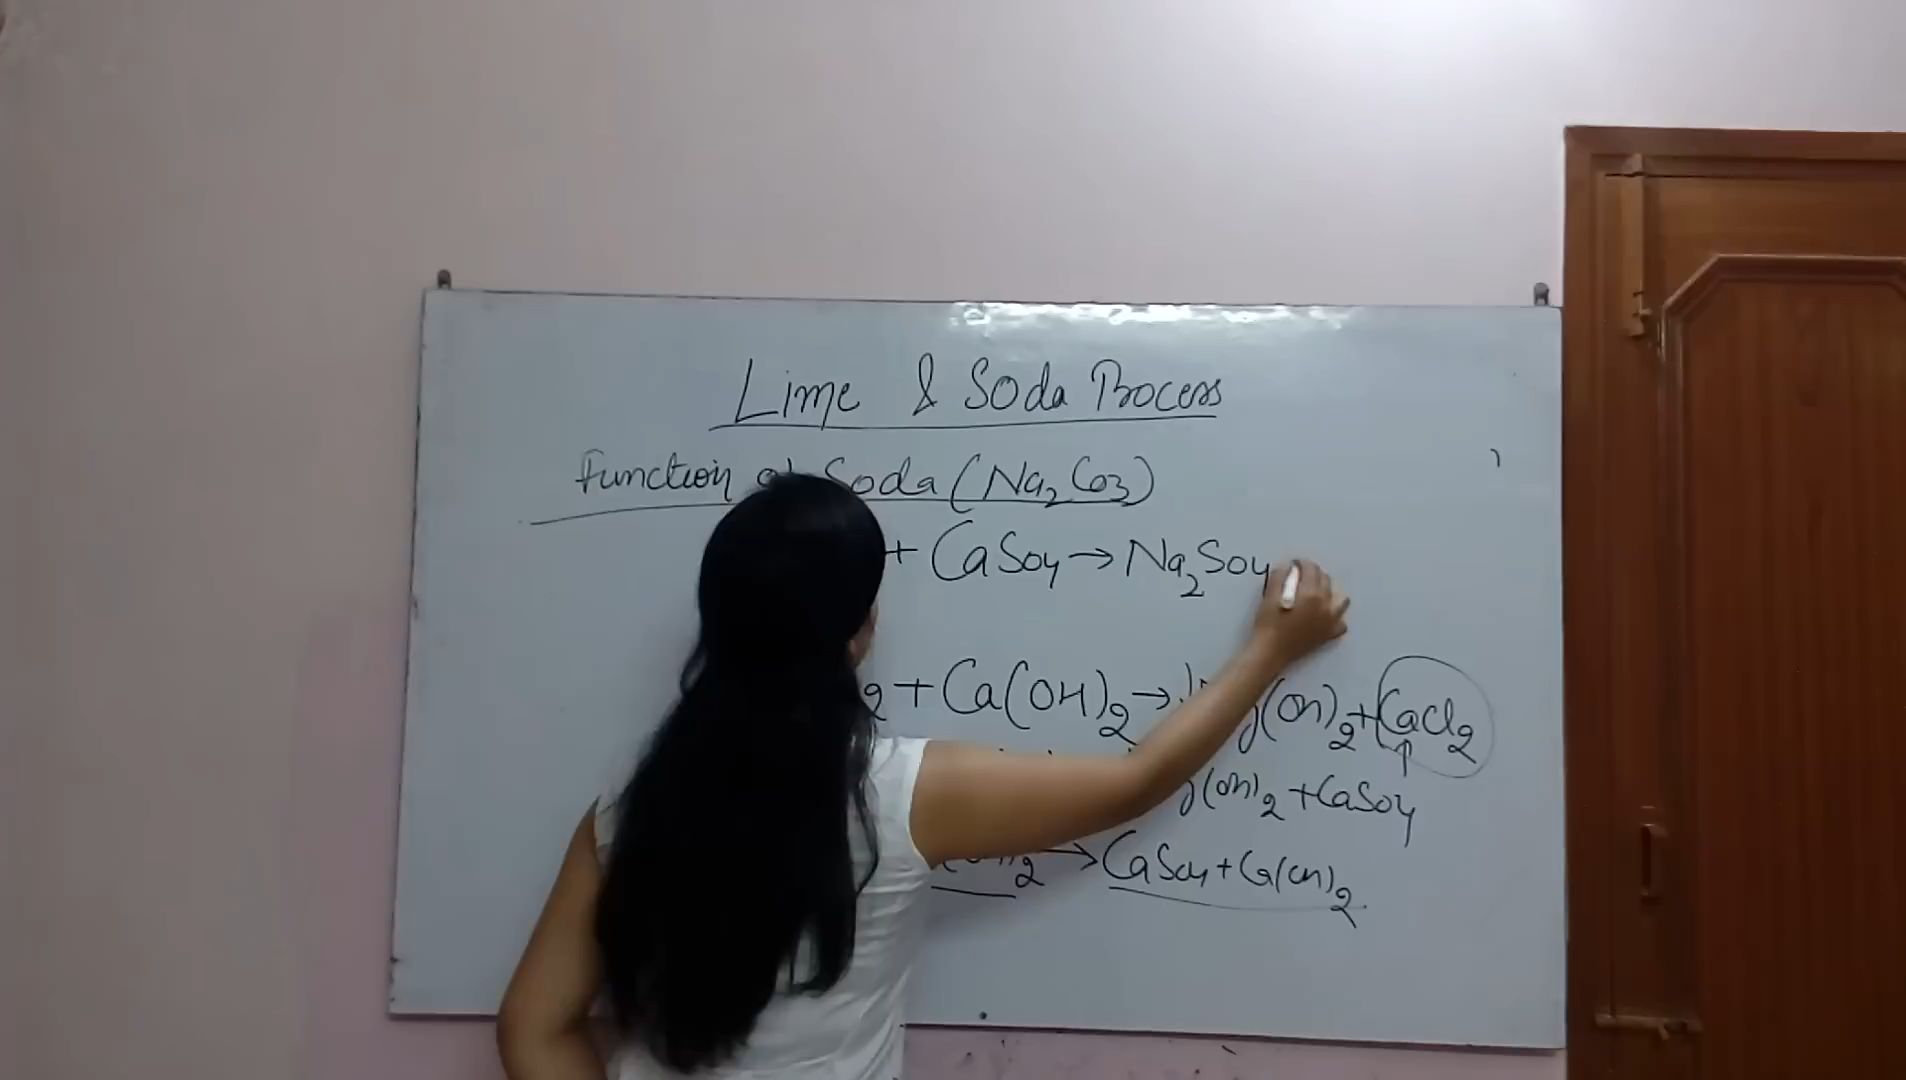 Lime & Soda Process
Function of Soda (Na2Co3)
+ CaSo4 → Na2So4
2 + Ca(OH)2 → (OH)2 + CaCl2
(OH)2 + CaSo4
2 → CaSo4 + Ca(OH)2